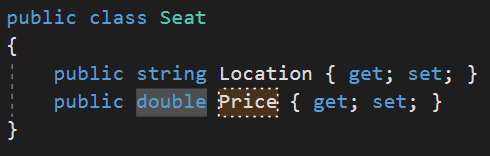 public class Seat
{
public string Location { get; set; }
public double Price { get; set; }
}